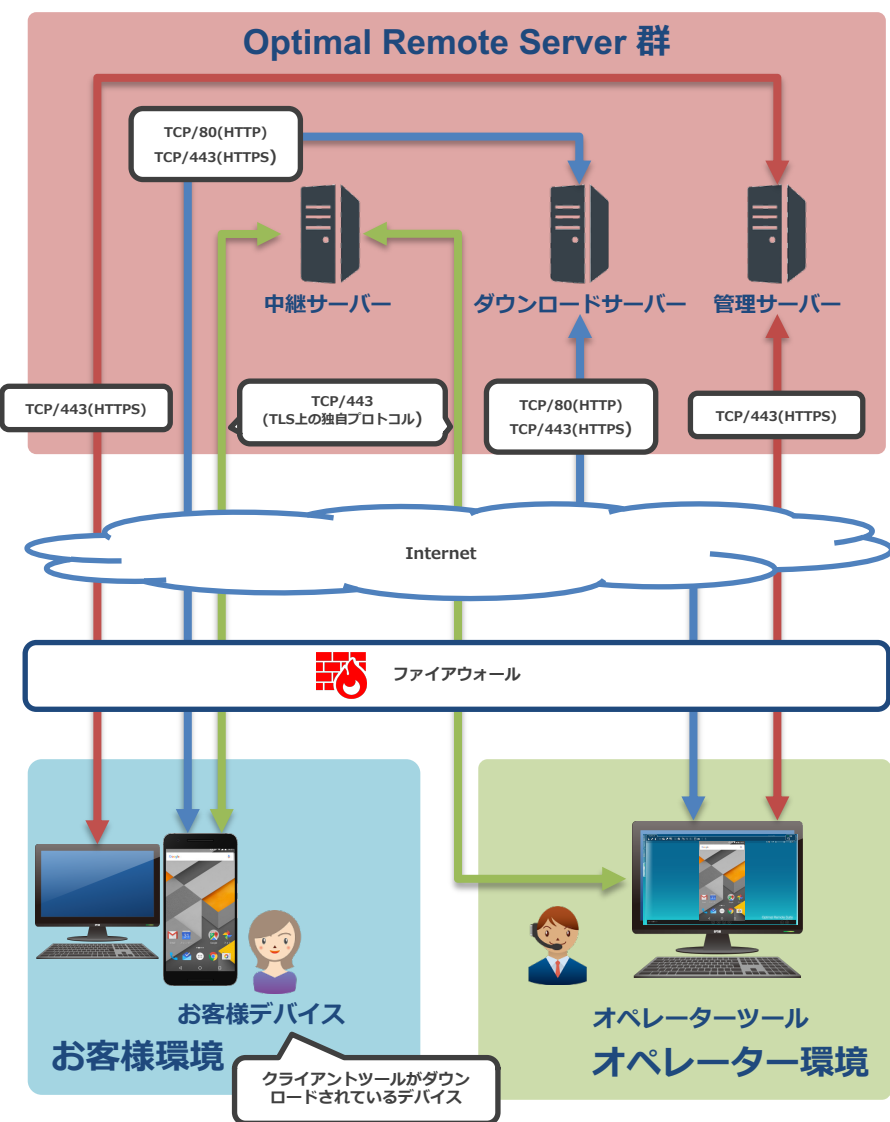 Optimal Remote Server 群
TCP/80(HTTP)
TCP/443(HTTPS)
中継サーバー
ダウンロードサーバー
管理サーバー
TCP/443(HTTPS)
TCP/443
(TLS上の独自プロトコル)
TCP/80(HTTP)
TCP/443(HTTPS)
TCP/443(HTTPS)
Internet
ファイアウォール
お客様デバイス
お客様環境
クライアントツールがダウン
ロードされているデバイス
オペレーターツール
オペレーター環境